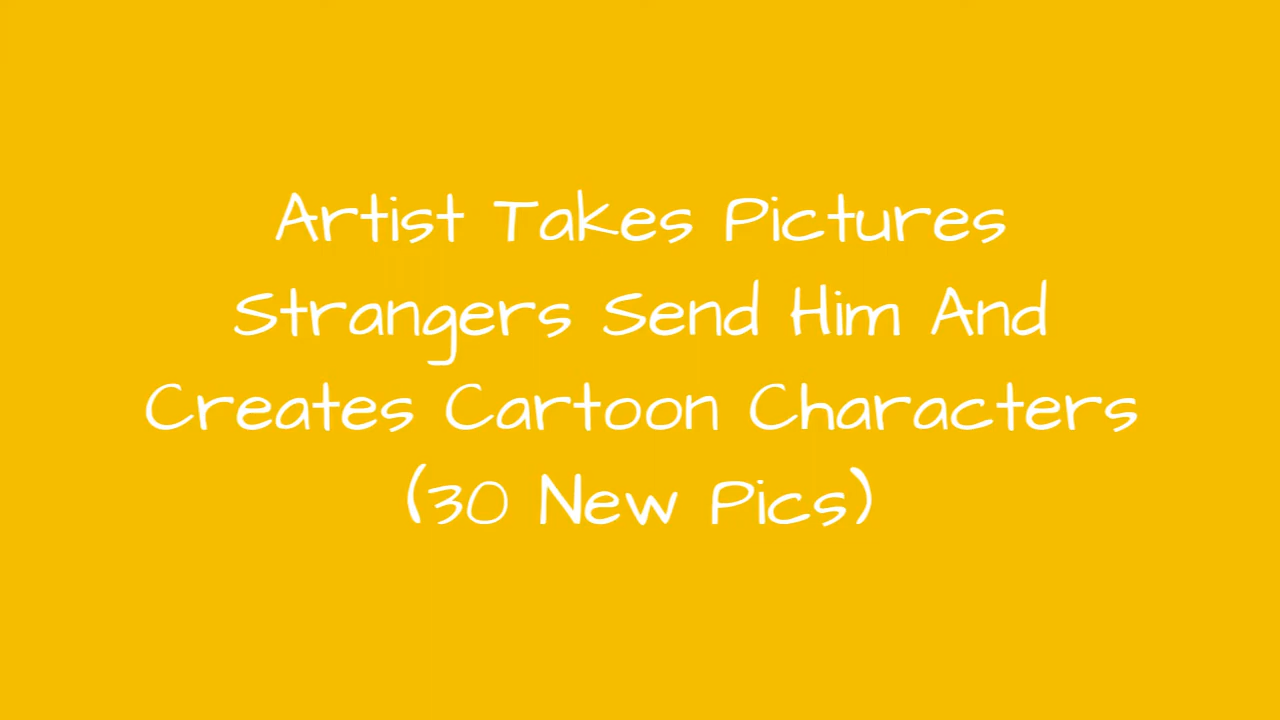 Artist Takes Pictures
Strangers Send Him And
Creates Cartoon Characters
(30 New Pics)